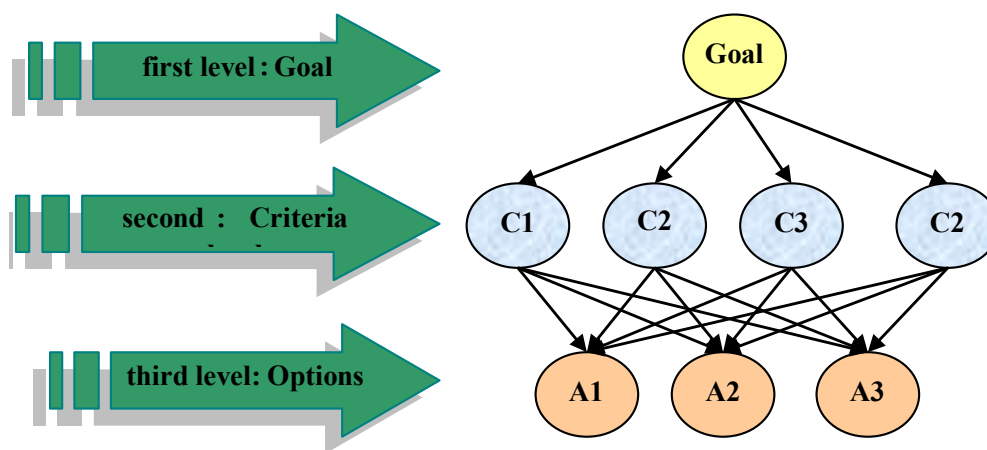 first level : Goal
Goal
second : Criteria
C1
C2
C3
C2
third level: Options
A1
A2
A3